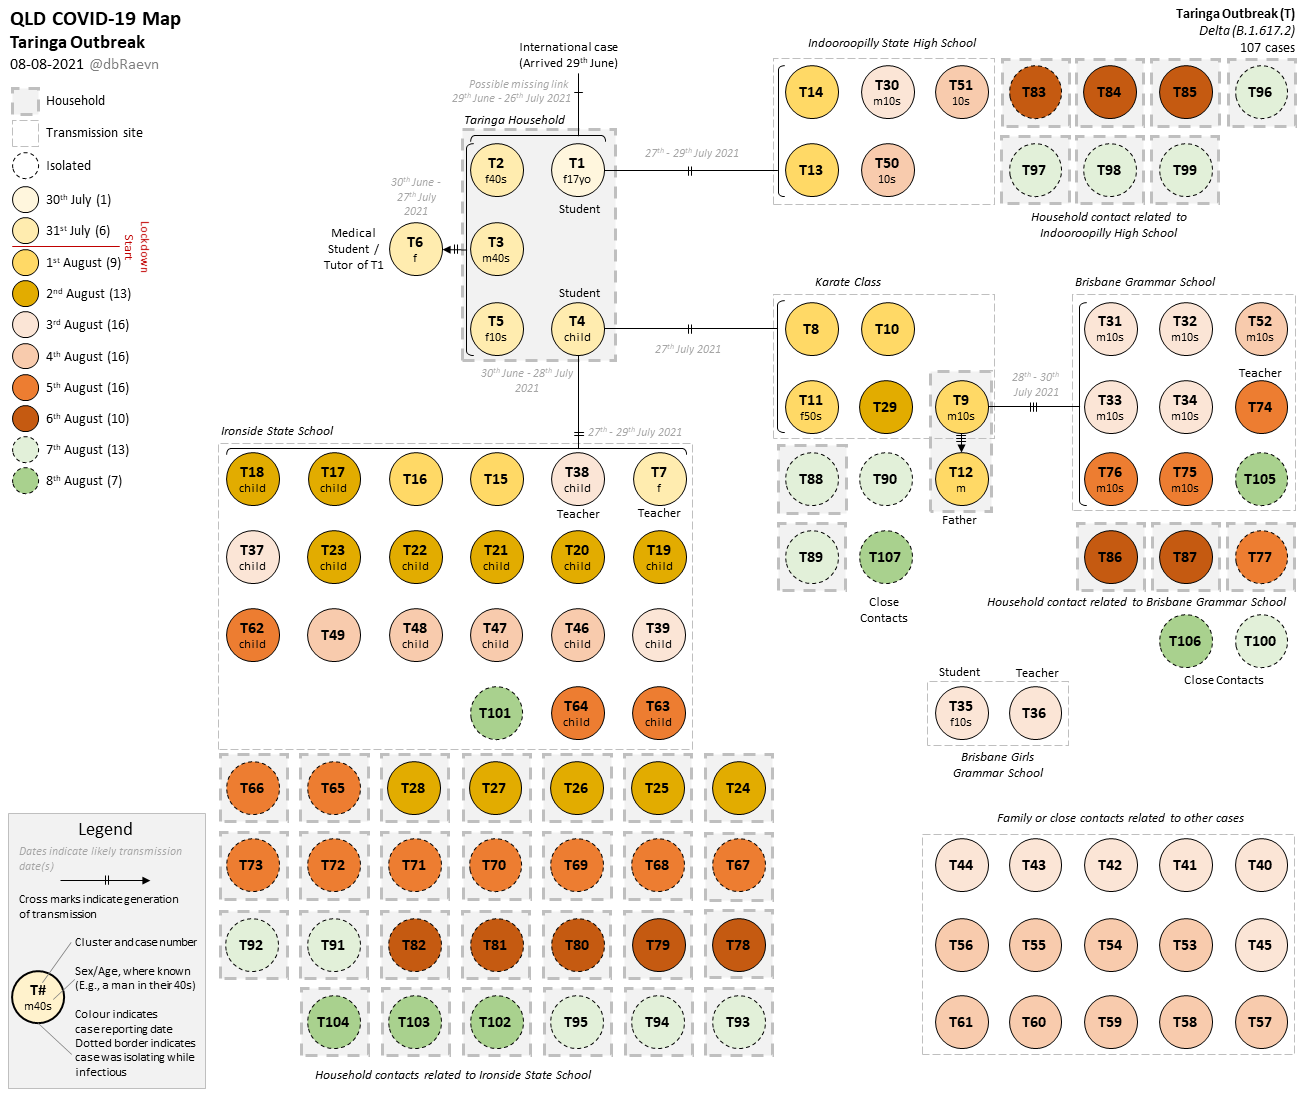 QLD COVID-19 Map
Taringa Outbreak
08-08-2021 @dbRaevn
Household
Transmission site
Isolated
30th July (1)
31st July (6)
Lockdown
Start
1st August (9)
2nd August (13)
3rd August (16)
4th August (16)
5th August (16)
6th August (10)
7th August (13)
8th August (7)
Taringa Outbreak (T)
Delta (B.1.617.2)
107 cases
International case
(Arrived 29th June)
Possible missing link
29th June - 26th July 2021
Taringa Household
T2
f40s
T1
f17yo
Student
T3
m40s
T5
f10s
Student
T4
child
30th June -
27th July
2021
T6
f
Medical
Student /
Tutor of T1
27th - 29th July 2021
Indooroopilly State High School
T14
T30
m10s
T51
10s
T13
T50
10s
T83
T84
T85
T96
T97
T98
T99
Household contact related to
Indooroopilly High School
27th July 2021
Karate Class
T8
T10
T11
f50s
T29
T9
m10s
T12
m
Father
T88
T90
T89
T107
Close
Contacts
28th - 30th
July 2021
Brisbane Grammar School
T31
m10s
T32
m10s
T52
m10s
T33
m10s
T34
m10s
Teacher
T74
T76
m10s
T75
m10s
T105
T86
T87
T77
Household contact related to Brisbane Grammar School
T106
T100
Close Contacts
Student
Teacher
T35
f10s
T36
Brisbane Girls
Grammar School
30th June - 28th July
2021
27th - 29th July 2021
Ironside State School
T18
child
T17
child
T16
T15
T38
child
Teacher
T7
f
Teacher
T37
child
T23
child
T22
child
T21
child
T20
child
T19
child
T62
child
T49
T48
child
T47
child
T46
child
T39
child
T101
T64
child
T63
child
T66
T65
T28
T27
T26
T25
T24
T73
T72
T71
T70
T69
T68
T67
T92
T91
T82
T81
T80
T79
T78
T104
T103
T102
T95
T94
T93
Household contacts related to Ironside State School
Family or close contacts related to other cases
T44
T43
T42
T41
T40
T56
T55
T54
T53
T45
T61
T60
T59
T58
T57
Legend
Dates indicate likely transmission
date(s)
Cross marks indicate generation
of transmission
Cluster and case number
Sex/Age, where known
(E.g., a man in their 40s)
T#
m40s
Colour indicates
case reporting date
Dotted border indicates
case was isolating while
infectious